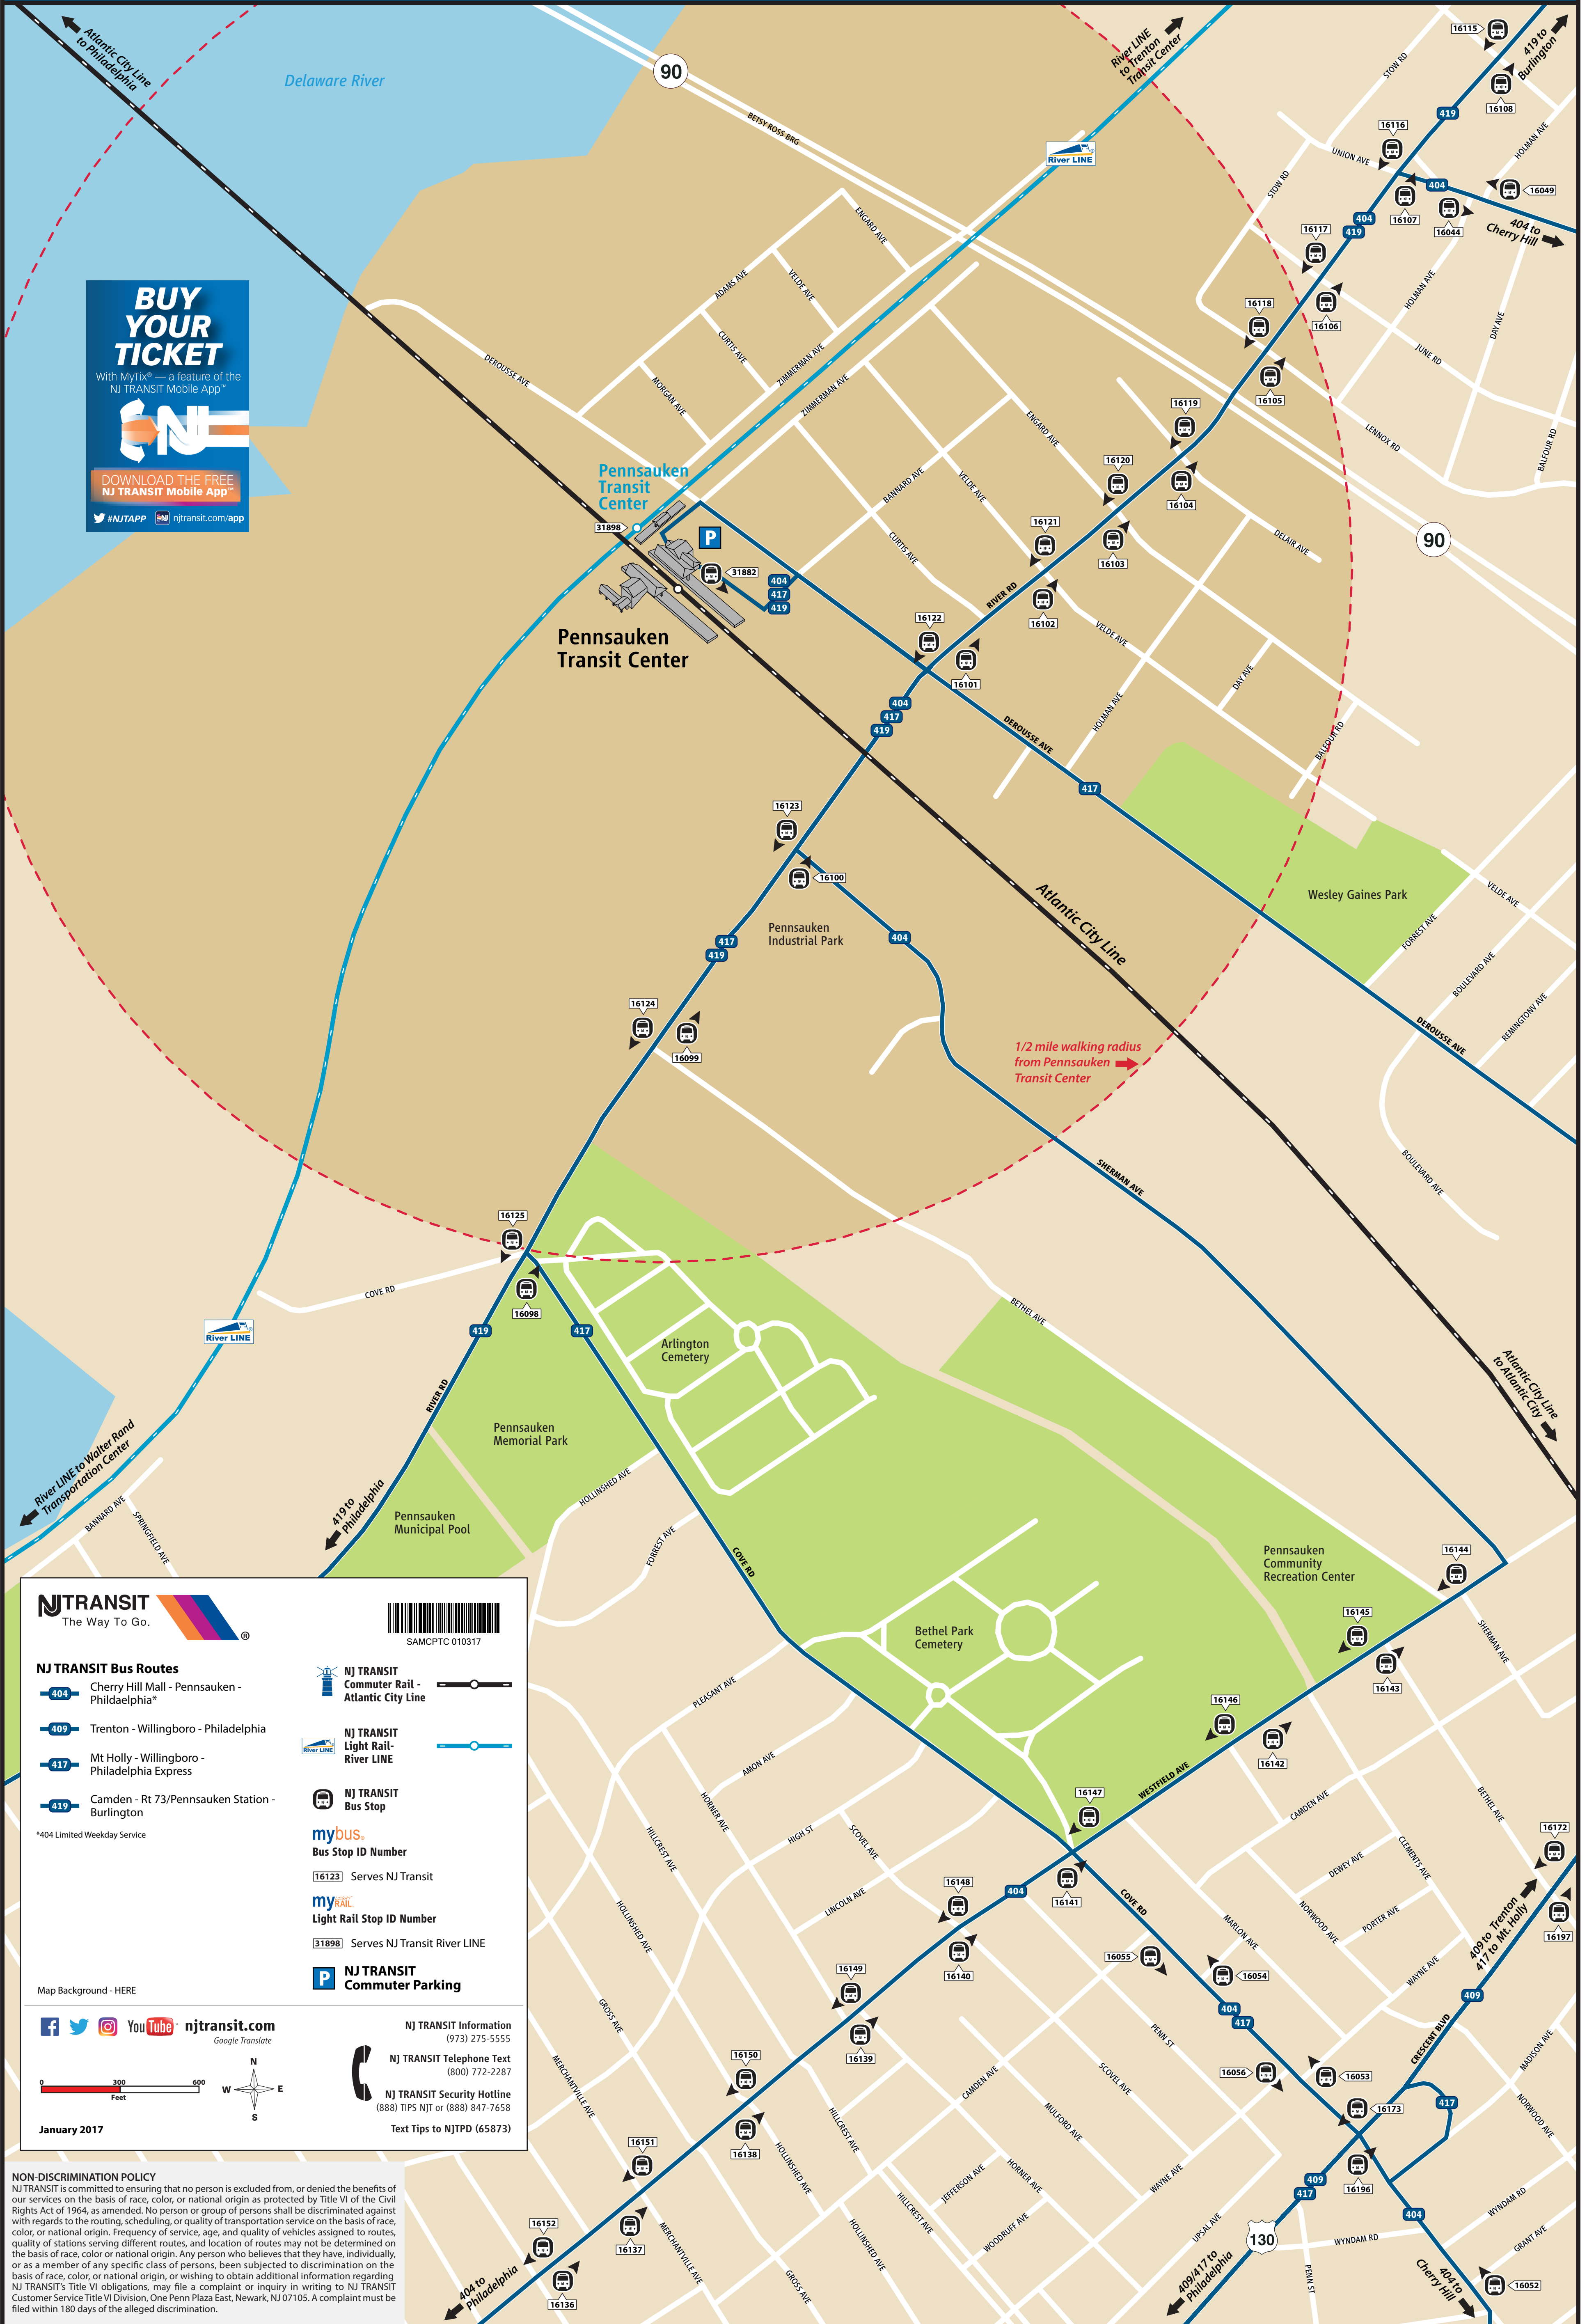 Atlantic City Line
to Philadelphia
Delaware River
90
BETSY ROSS BRG
River LINE
to Trenton
Transit Center
River LINE
16115
419 to
Burlington
STOW RD
16108
419
16116
HOLMAN AVE
UNION AVE
404
16049
STOW RD
16107
16044
404 to
Cherry Hill
404
419
16117
16106
HOLMAN AVE
DAY AVE
JUNE RD
16118
16105
LENNOX RD
BALFOUR RD
BUY
YOUR
TICKET
With MyTix® — a feature of the
NJ TRANSIT Mobile App™
DOWNLOAD THE FREE
NJ TRANSIT Mobile App™
#NJTAPP
njtransit.com/app
ENGARD AVE
ADAMS AVE
VELDE AVE
CURTIS AVE
ZIMMERMAN AVE
ZIMMERMAN AVE
MORGAN AVE
DEROUSSE AVE
ENGARD AVE
16119
16104
16120
16103
BANNARD AVE
VELDE AVE
CURTIS AVE
16121
16102
DELAIR AVE
90
Pennsauken
Transit
Center
31898
P
31882
404
417
419
Pennsauken
Transit Center
RIVER RD
16122
16101
VELDE AVE
DAY AVE
HOLMAN AVE
BALFOUR RD
404
417
419
DEROUSSE AVE
417
16123
16100
Pennsauken
Industrial Park
404
417
419
Atlantic City Line
Wesley Gaines Park
VELDE AVE
FORREST AVE
BOULEVARD AVE
REMINGTONV AVE
DEROUSSE AVE
BOULEVARD AVE
16124
16099
1/2 mile walking radius
from Pennsauken
Transit Center
SHERMAN AVE
16125
COVE RD
16098
419
417
Arlington
Cemetery
BETHEL AVE
RIVER RD
Pennsauken
Memorial Park
HOLLINSHED AVE
Pennsauken
Municipal Pool
FORREST AVE
419 to
Philadelphia
River LINE
River LINE to Walter Rand
Transportation Center
BANNARD AVE
SPRINGFIELD AVE
Atlantic City Line
to Atlantic City
COVE RD
Pennsauken
Community
Recreation Center
16144
16145
16143
SHERMAN AVE
Bethel Park
Cemetery
16146
16142
WESTFIELD AVE
16147
16141
PLEASANT AVE
AMON AVE
HORNER AVE
HIGH ST
HILLCREST AVE
SCOVEL AVE
LINCOLN AVE
HOLLINSHED AVE
404
COVE RD
CAMDEN AVE
BETHEL AVE
CLEMENTS AVE
DEWEY AVE
NORWOOD AVE
PORTER AVE
MARLON AVE
WAYNE AVE
16172
16197
409 to Trenton
417 to Mt. Holly
409
CRESCENT BLVD
MADISON AVE
NORWOOD AVE
16148
16140
16055
16054
404
417
16149
16139
PENN ST
SCOVEL AVE
CAMDEN AVE
MULFORD AVE
GROSS AVE
16150
16138
16056
16053
16173
417
16196
MERCHANTVILLE AVE
HILLCREST AVE
HOLLINSHED AVE
16151
16137
JEFFERSON AVE
HORNER AVE
WAYNE AVE
HILLCREST AVE
WOODRUFF AVE
HOLLINSHED AVE
MERCHANTVILLE AVE
GROSS AVE
16152
16136
404 to
Philadelphia
409
417
UPSAL AVE
130
409/417 to
Philadelphia
PENN ST
WYNDAM RD
WYNDAM RD
GRANT AVE
404
404 to
Cherry Hill
16052
NJTRANSIT
The Way To Go.
®
SAMCPTC 010317
NJ TRANSIT Bus Routes
404 Cherry Hill Mall - Pennsauken -
Phildaelphia*
409 Trenton - Willingboro - Philadelphia
417 Mt Holly - Willingboro -
Philadelphia Express
419 Camden - Rt 73/Pennsauken Station -
Burlington
*404 Limited Weekday Service
NJ TRANSIT
Commuter Rail -
Atlantic City Line
River LINE
NJ TRANSIT
Light Rail-
River LINE
NJ TRANSIT
Bus Stop
mybus®
Bus Stop ID Number
16123 Serves NJ Transit
my RAIL
Light Rail Stop ID Number
31898 Serves NJ Transit River LINE
P
NJ TRANSIT
Commuter Parking
Map Background - HERE
YouTube njtransit.com
Google Translate
0 300 600
Feet
N
W E
S
January 2017
NJ TRANSIT Information
(973) 275-5555
NJ TRANSIT Telephone Text
(800) 772-2287
NJ TRANSIT Security Hotline
(888) TIPS NJT or (888) 847-7658
Text Tips to NJTPD (65873)
NON-DISCRIMINATION POLICY
NJ TRANSIT is committed to ensuring that no person is excluded from, or denied the benefits of
our services on the basis of race, color, or national origin as protected by Title VI of the Civil
Rights Act of 1964, as amended. No person or group of persons shall be discriminated against
with regards to the routing, scheduling, or quality of transportation service on the basis of race,
color, or national origin. Frequency of service, age, and quality of vehicles assigned to routes,
quality of stations serving different routes, and location of routes may not be determined on
the basis of race, color or national origin. Any person who believes that they have, individually,
or as a member of any specific class of persons, been subjected to discrimination on the
basis of race, color, or national origin, or wishing to obtain additional information regarding
NJ TRANSIT's Title VI obligations, may file a complaint or inquiry in writing to NJ TRANSIT
Customer Service Title VI Division, One Penn Plaza East, Newark, NJ 07105. A complaint must be
filed within 180 days of the alleged discrimination.